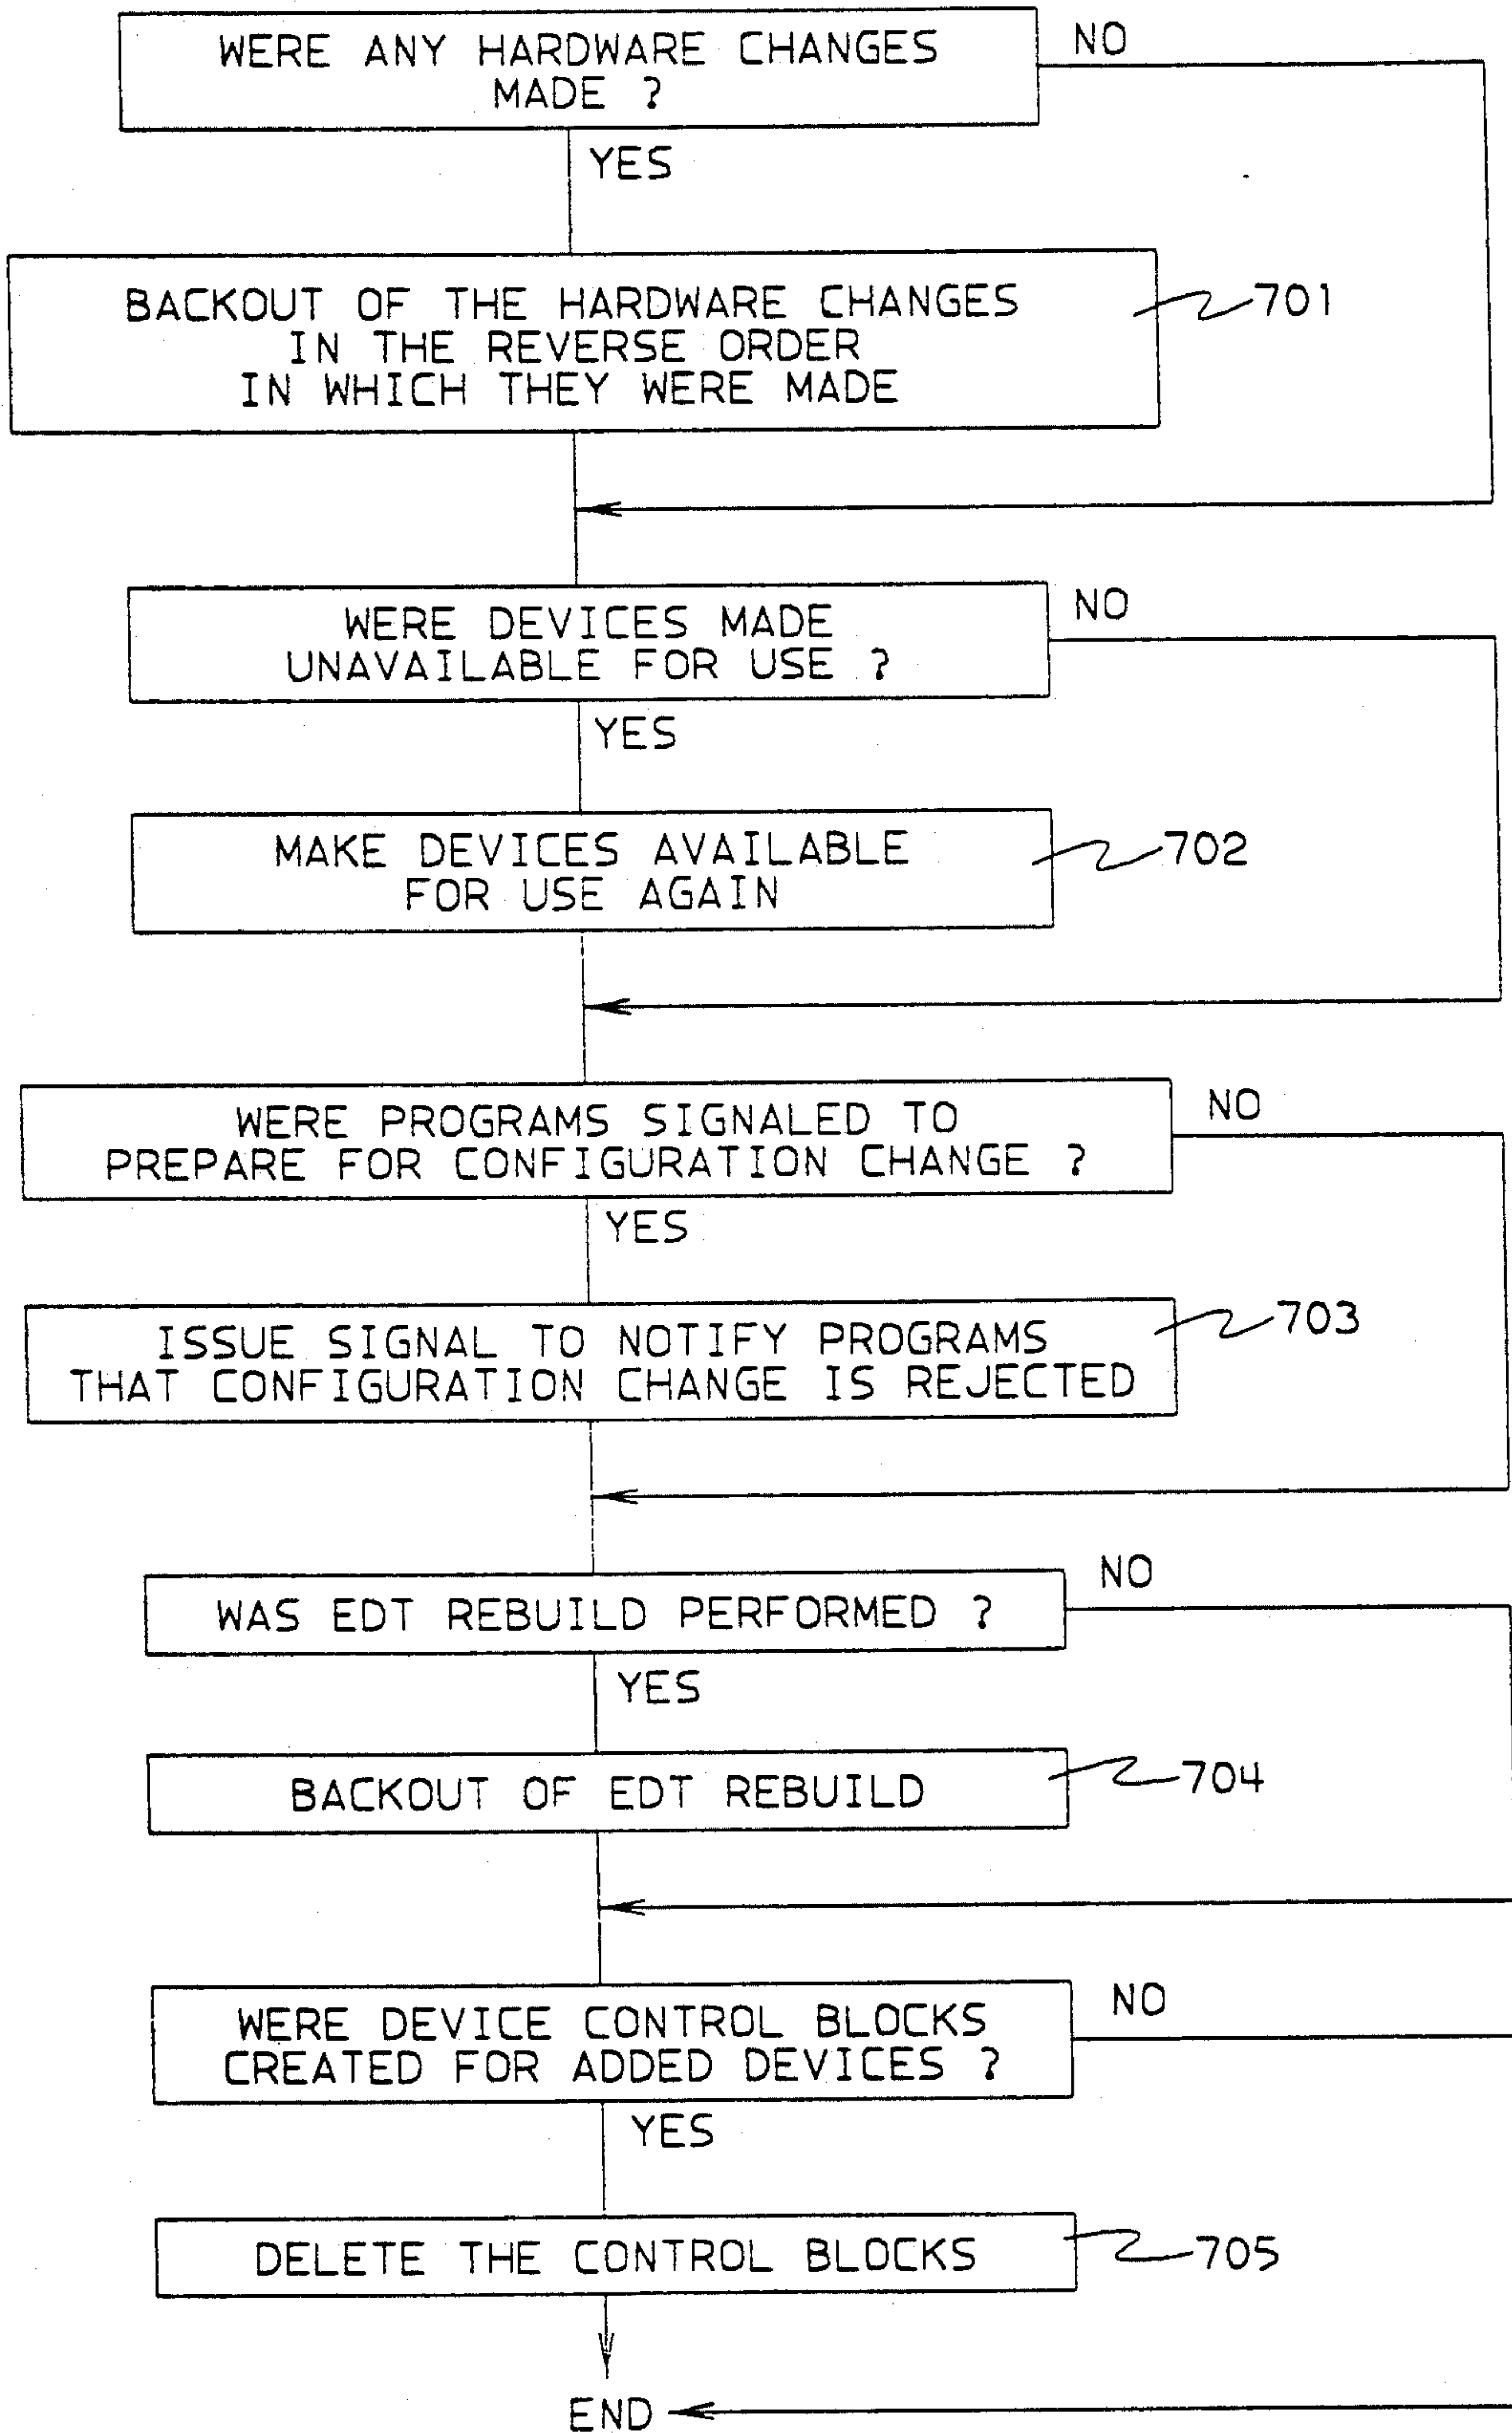 WERE ANY HARDWARE CHANGES
MADE ?
NO
YES
BACKOUT OF THE HARDWARE CHANGES
IN THE REVERSE ORDER
IN WHICH THEY WERE MADE
701
WERE DEVICES MADE
UNAVAILABLE FOR USE ?
NO
YES
MAKE DEVICES AVAILABLE
FOR USE AGAIN
702
WERE PROGRAMS SIGNALED TO
PREPARE FOR CONFIGURATION CHANGE ?
NO
YES
ISSUE SIGNAL TO NOTIFY PROGRAMS
THAT CONFIGURATION CHANGE IS REJECTED
703
WAS EDT REBUILD PERFORMED ?
NO
YES
BACKOUT OF EDT REBUILD
704
WERE DEVICE CONTROL BLOCKS
CREATED FOR ADDED DEVICES ?
NO
YES
DELETE THE CONTROL BLOCKS
705
END